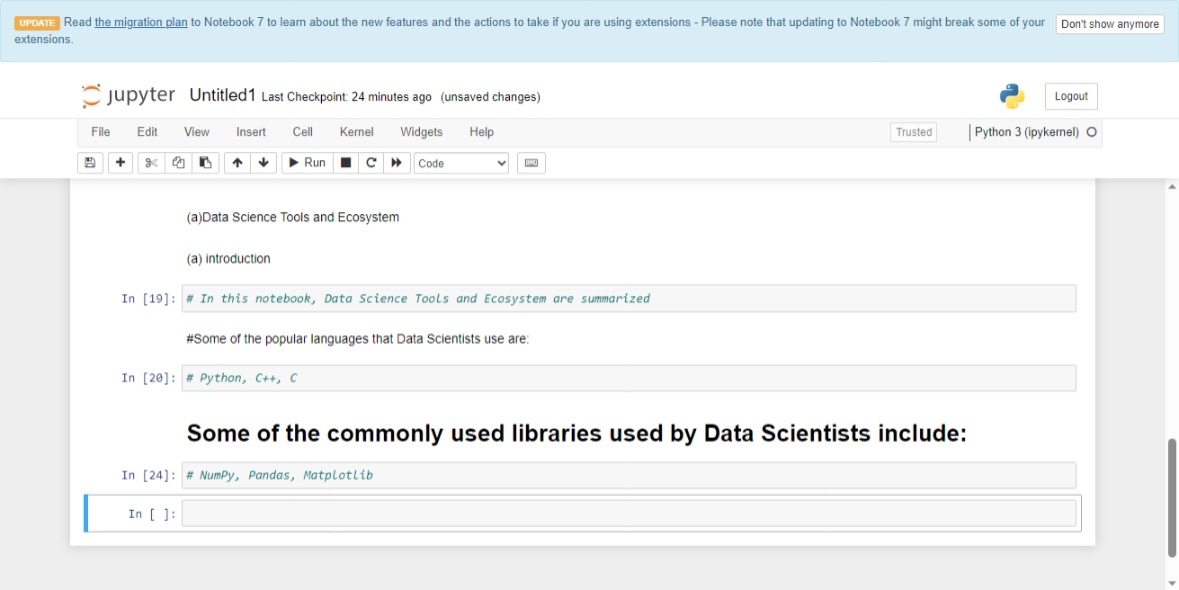 UPDATE Read the migration plan to Notebook 7 to learn about the new features and the actions to take if you are using extensions - Please note that updating to Notebook 7 might break some of your
extensions.
Don't show anymore
jupyter Untitled1 Last Checkpoint: 24 minutes ago (unsaved changes)
Logout
File Edit View Insert Cell Kernel Widgets Help
Trusted
Python 3 (ipykernel)
Run
Code
(a)Data Science Tools and Ecosystem
(a) introduction
In [19]: # In this notebook, Data Science Tools and Ecosystem are summarized
#Some of the popular languages that Data Scientists use are:
In [20]: # Python, C++, C
Some of the commonly used libraries used by Data Scientists include:
In [24]: # NumPy, Pandas, Matplotlib
In [ ]: